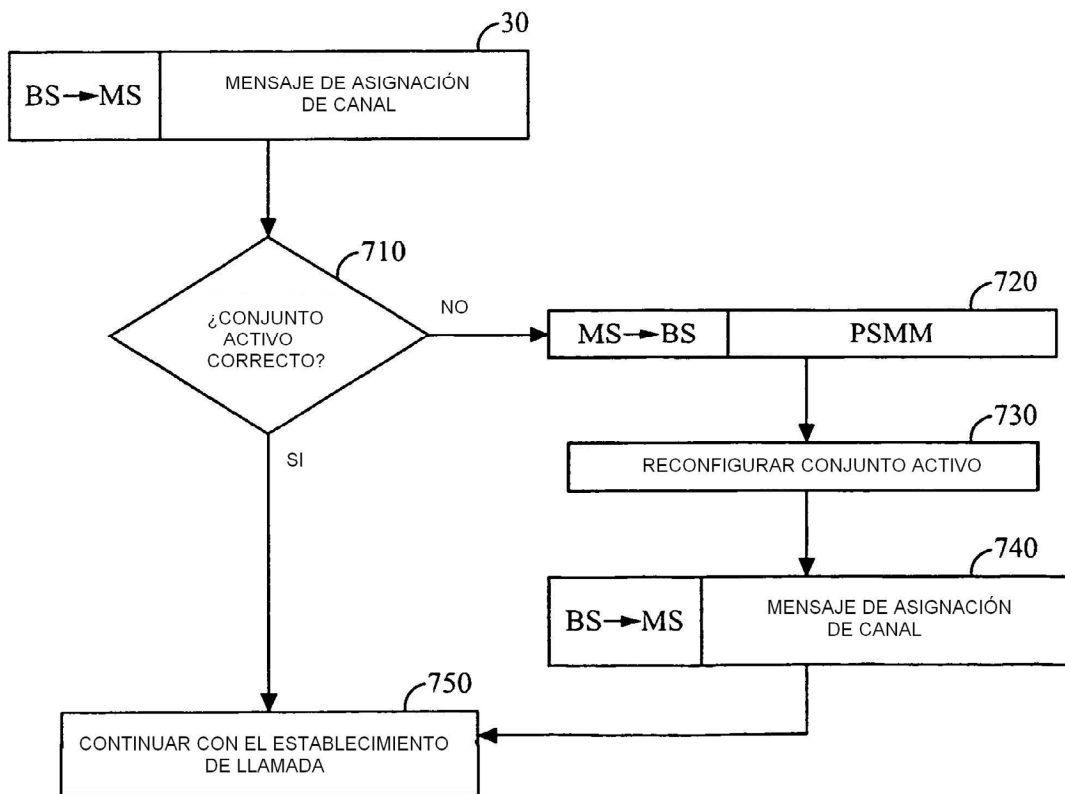 30
BS→MS
MENSAJE DE ASIGNACIÓN
DE CANAL
710
¿CONJUNTO
ACTIVO
CORRECTO?
NO
SI
720
MS→BS
PSMM
730
RECONFIGURAR CONJUNTO ACTIVO
740
BS→MS
MENSAJE DE ASIGNACIÓN
DE CANAL
750
CONTINUAR CON EL ESTABLECIMIENTO
DE LLAMADA